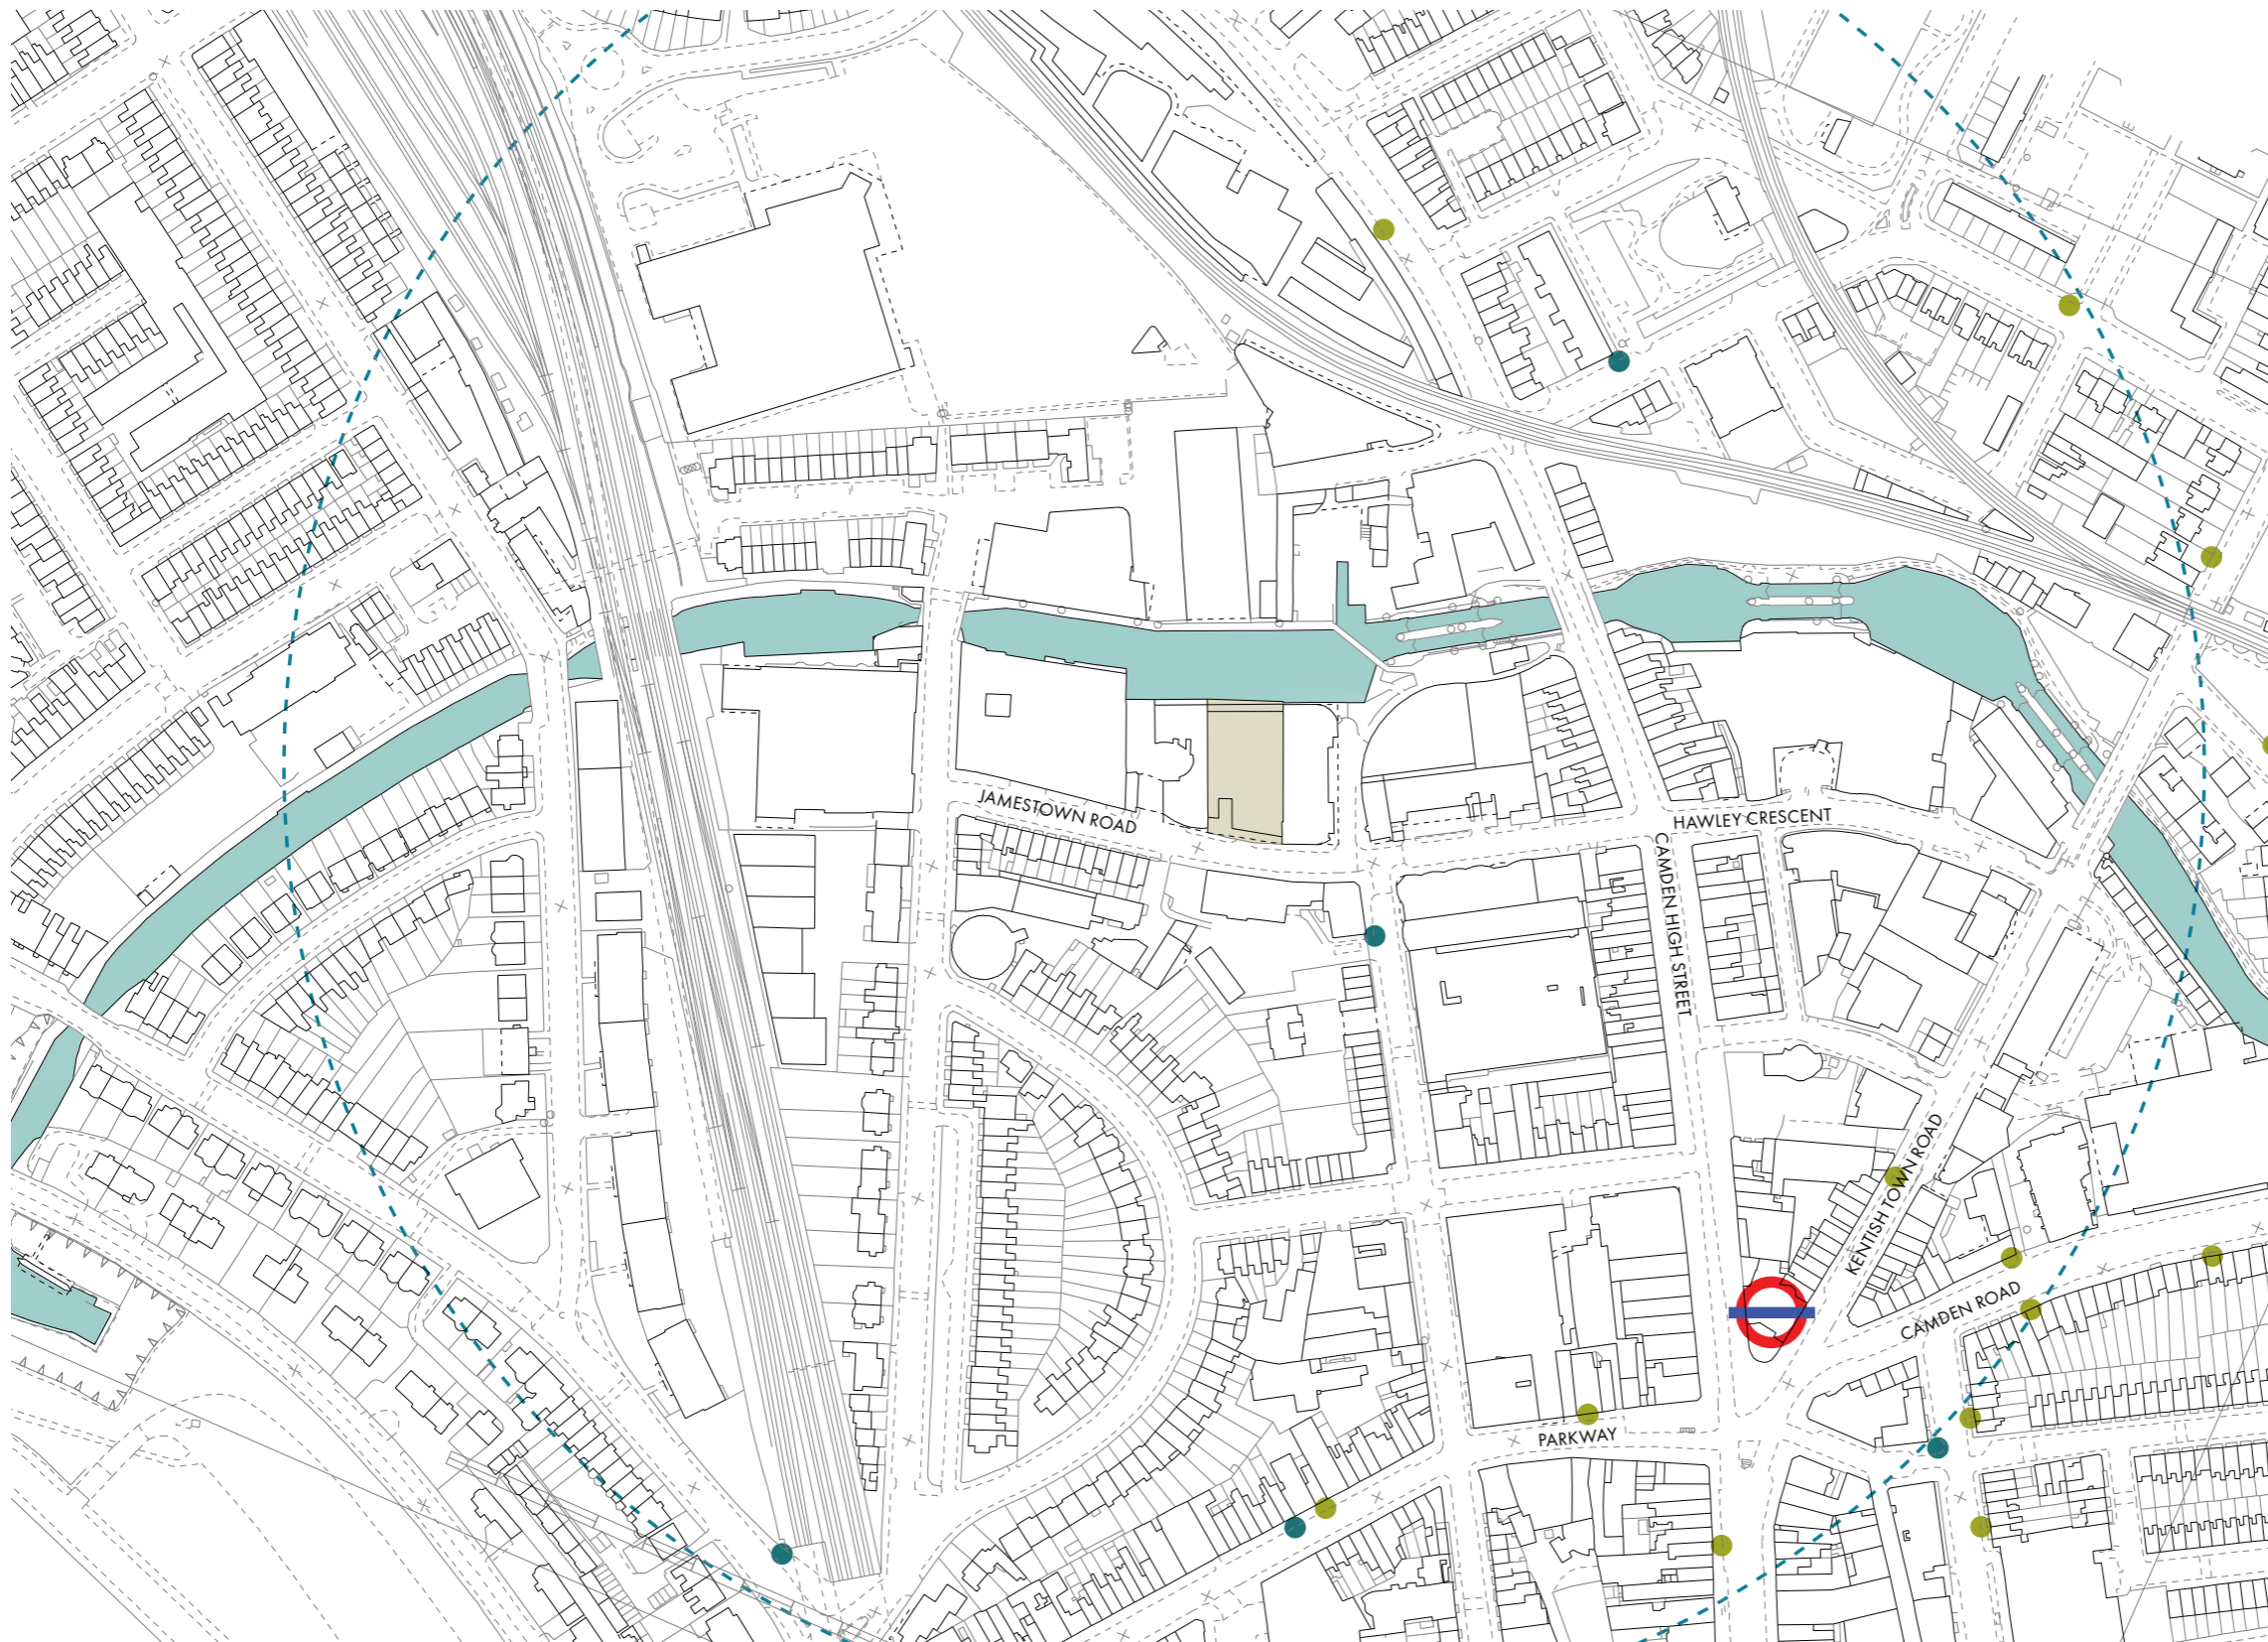 JAMESTOWN ROAD
HAWLEY CRESCENT
CAMDEN HIGH STREET
KENTISH TOWN ROAD
CAMDEN ROAD
PARKWAY